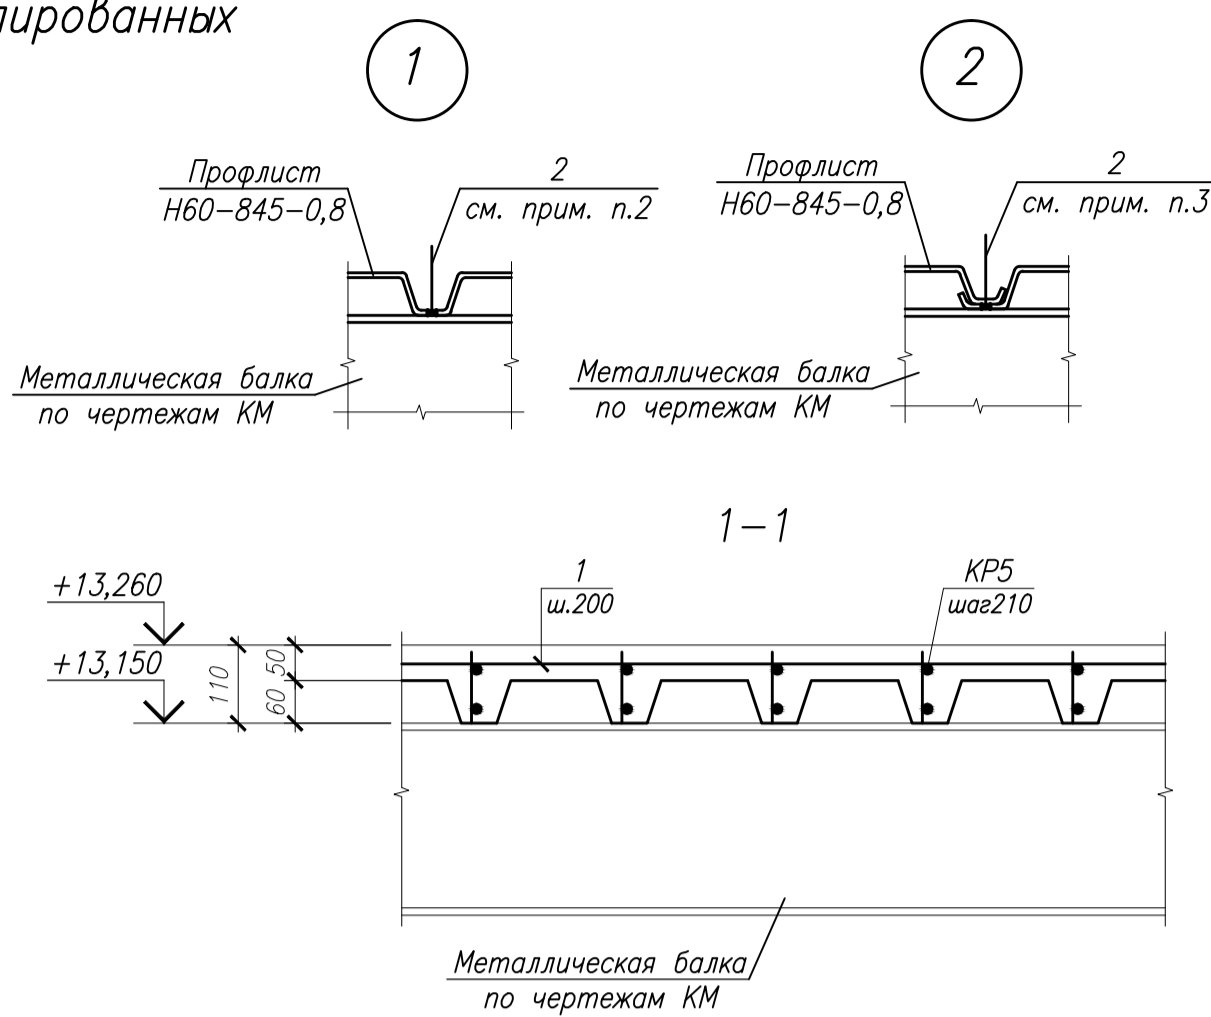 лированных
1
2
Профлист
Н60-845-0,8
2
см. прим. п.2
Профлист
Н60-845-0,8
2
см. прим. п.3
Металлическая балка
по чертежам КМ
Металлическая балка
по чертежам КМ
1-1
+13,260
1
ш.200
КР5
шаг210
+13,150
110
50
60
Металлическая балка
по чертежам КМ